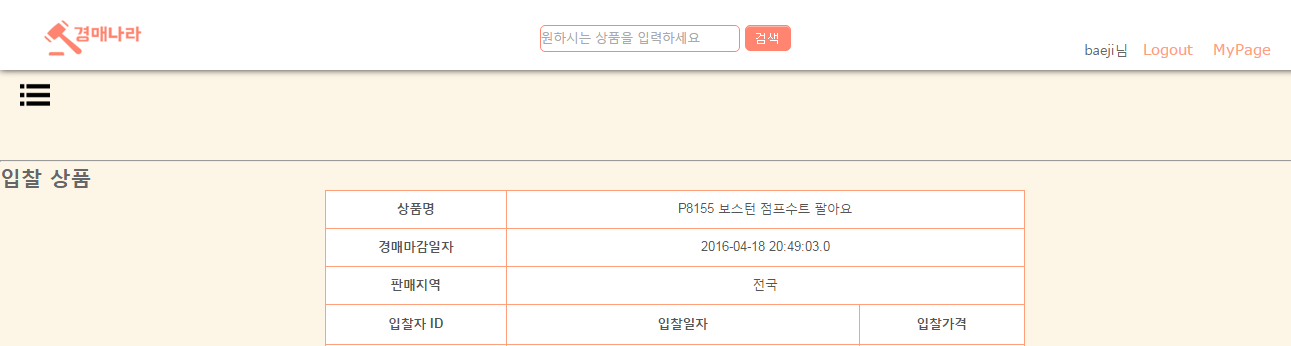 경매나라
원하시는 상품을 입력하세요 검색
baeji님 Logout MyPage
입찰 상품
상품명 P8155 보스턴 점프수트 팔아요
경매마감일자 2016-04-18 20:49:03.0
판매지역 전국
입찰자 ID 입찰일자 입찰가격